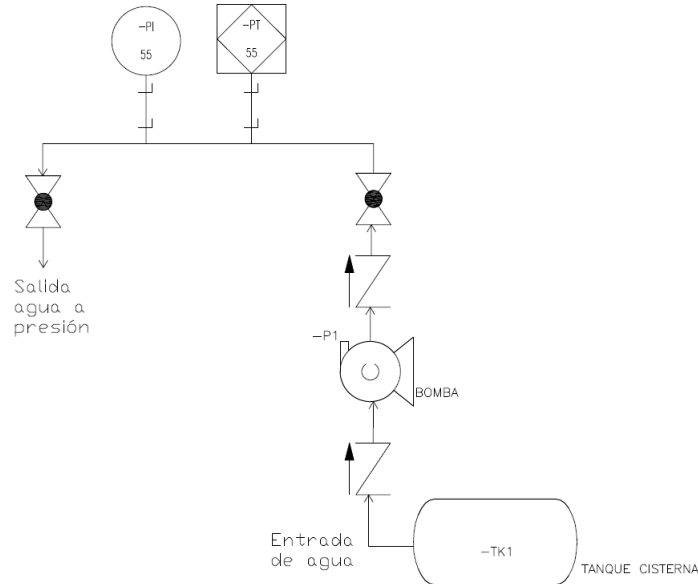 -PI
55
-PT
55
Salida
agua a
presión
-P1
BOMBA
Entrada
de agua
-TK1
TANQUE CISTERNA